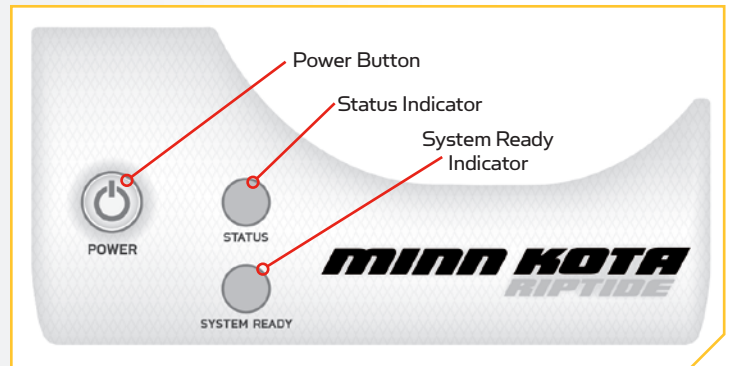 Power Button
Status Indicator
System Ready
Indicator
POWER
STATUS
MINN KOTA
RIPTIDE
SYSTEM READY